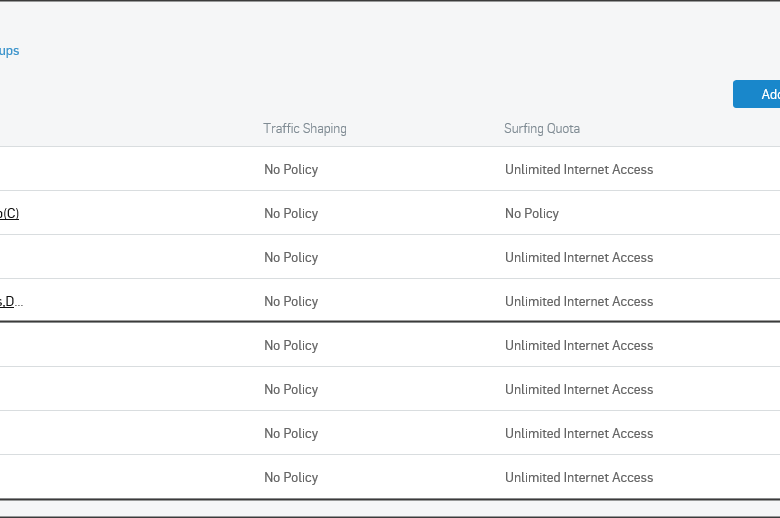 ups
Add
Traffic Shaping Surfing Quota
No Policy Unlimited Internet Access
(C) No Policy No Policy
No Policy Unlimited Internet Access
s,D... No Policy Unlimited Internet Access
No Policy Unlimited Internet Access
No Policy Unlimited Internet Access
No Policy Unlimited Internet Access
No Policy Unlimited Internet Access